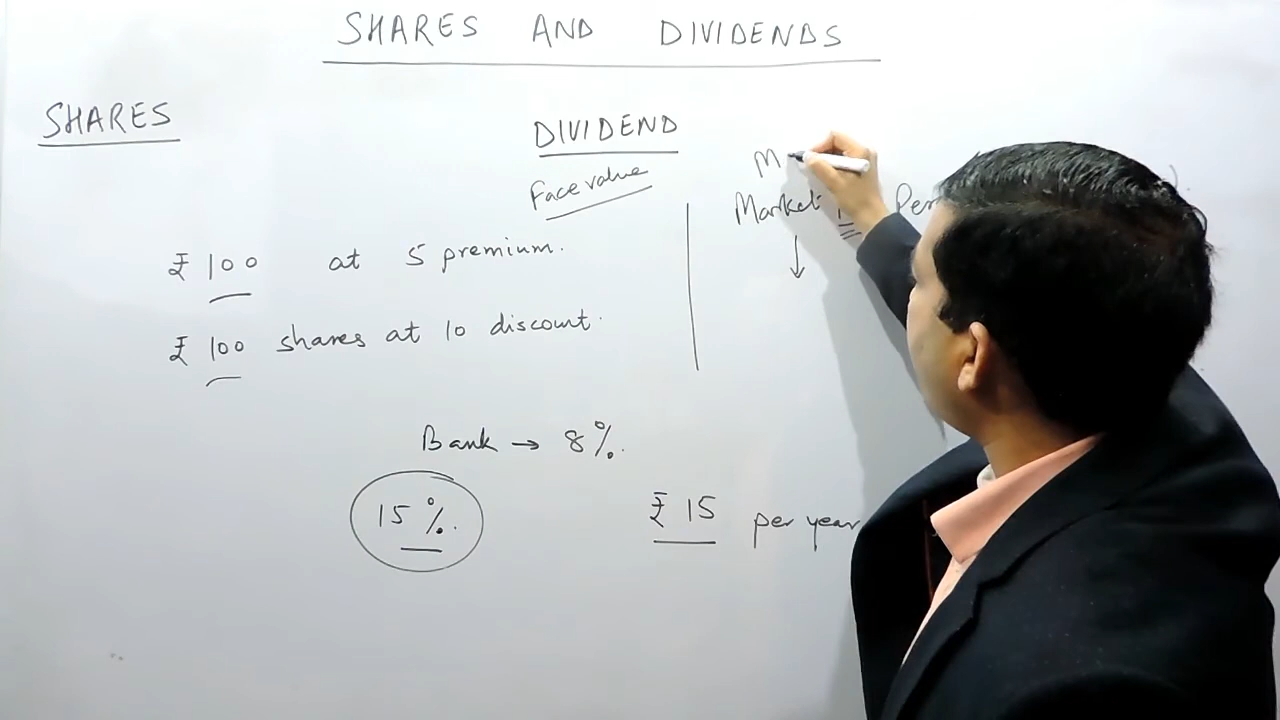 SHARES AND DIVIDENDS
SHARES
DIVIDEND
Face value
M
Market
₹ 100 at 5 premium.
₹ 100 shares at 10 discount.
Bank → 8%.
15%.
₹ 15 per year